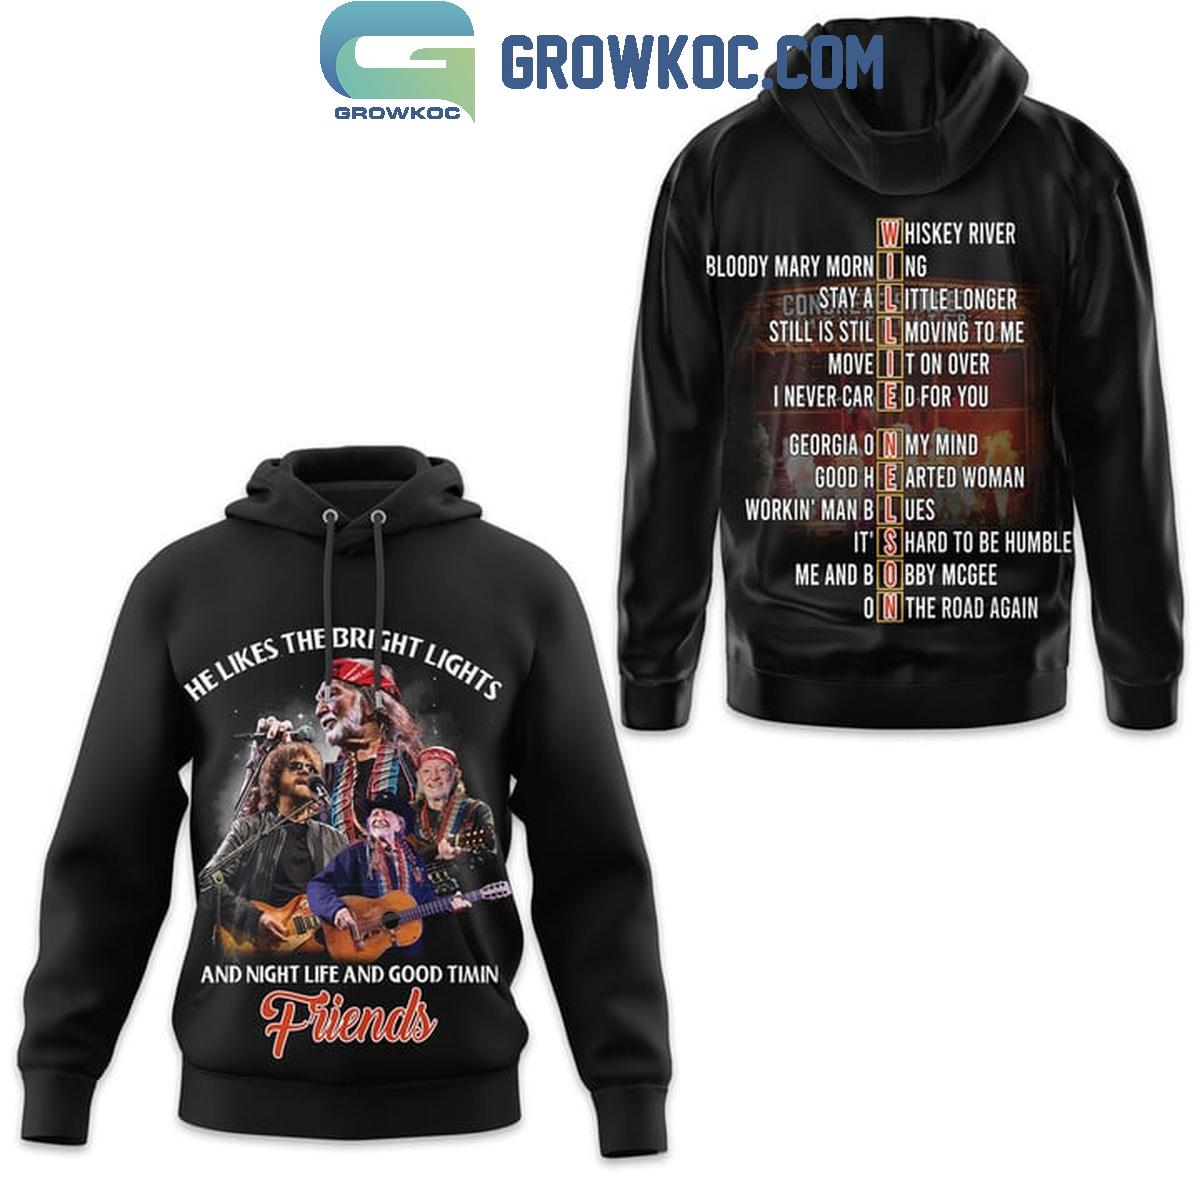 GROWKOC
GROWKOC.COM
WHISKEY RIVER
BLOODY MARY MORNING
STAY A LITTLE LONGER
STILL IS STILL MOVING TO ME
MOVE IT ON OVER
I NEVER CARED FOR YOU
GEORGIA ON MY MIND
GOOD HEARTED WOMAN
WORKIN' MAN BLUES
IT'S HARD TO BE HUMBLE
ME AND BOBBY MCGEE
ON THE ROAD AGAIN
HE LIKES THE BRIGHT LIGHTS
AND NIGHT LIFE AND GOOD TIMIN
Friends